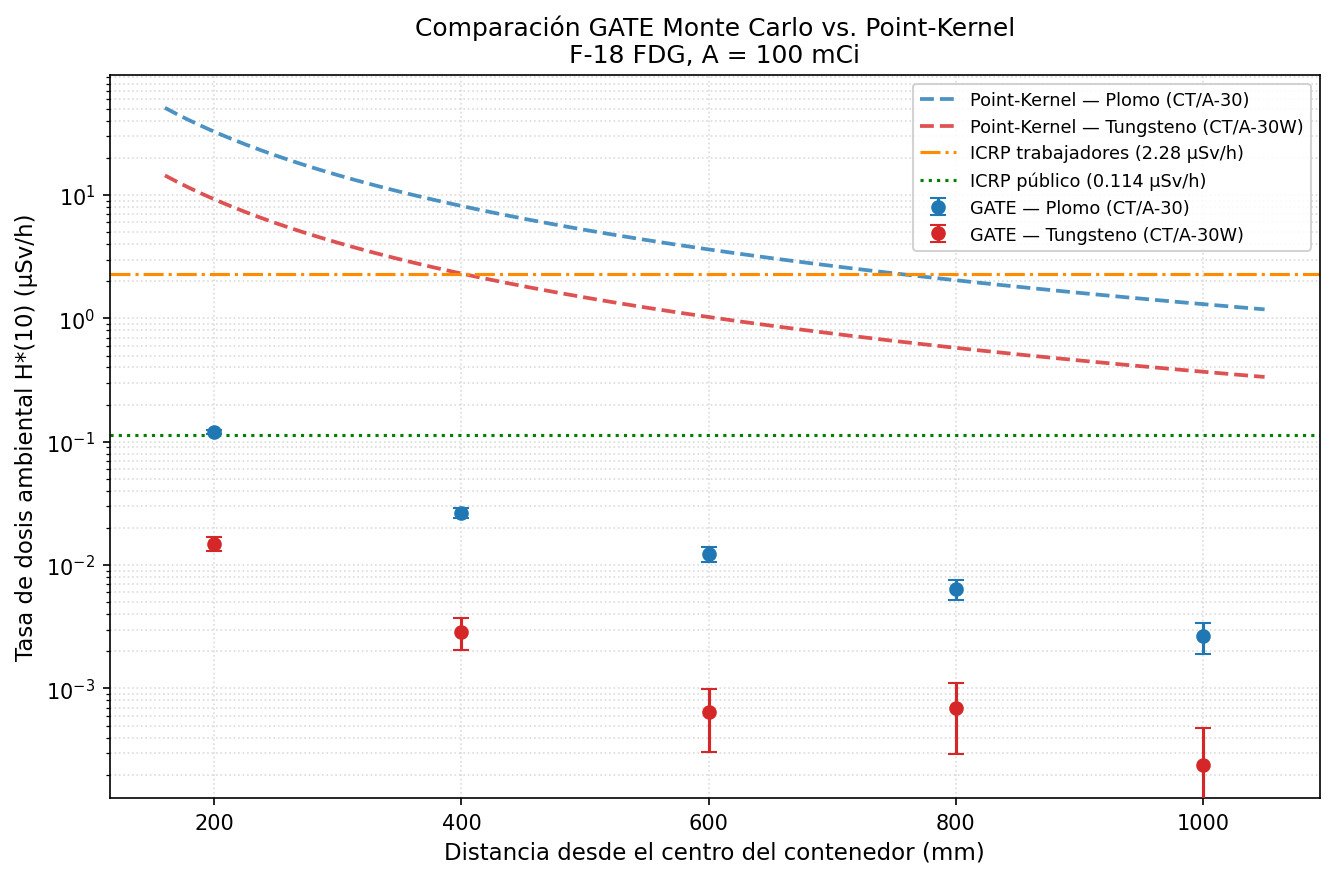 Comparación GATE Monte Carlo vs. Point-Kernel
F-18 FDG, A = 100 mCi
Point-Kernel — Plomo (CT/A-30)
Point-Kernel — Tungsteno (CT/A-30W)
ICRP trabajadores (2.28 µSv/h)
ICRP público (0.114 µSv/h)
GATE — Plomo (CT/A-30)
GATE — Tungsteno (CT/A-30W)
Tasa de dosis ambiental H*(10) (µSv/h)
10¹
10⁰
10⁻¹
10⁻²
10⁻³
200 400 600 800 1000
Distancia desde el centro del contenedor (mm)